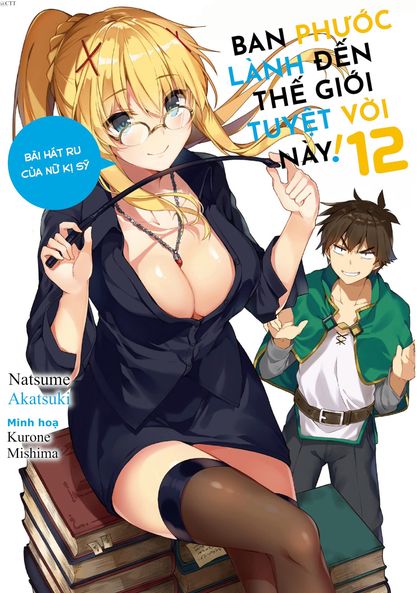 ©CTT
BAN PHƯỚC
LÀNH ĐẾN
THẾ GIỚI
TUYỆT VỜI
NÀY! 12
BÀI HÁT RU
CỦA NỮ KỊ SỸ
Natsume
Akatsuki
Minh hoạ
Kurone
Mishima